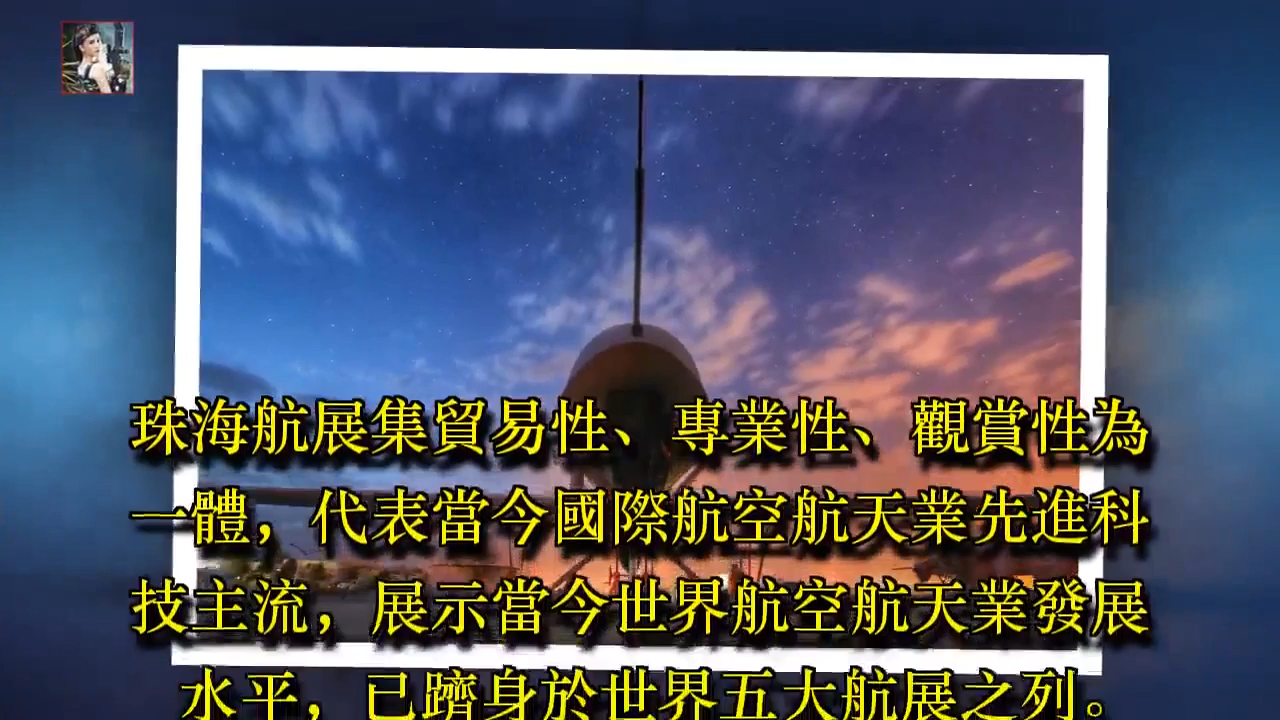 珠海航展集貿易性、專業性、觀賞性為
一體，代表當今國際航空航天業先進科
技主流，展示當今世界航空航天業發展
水平，已躋身於世界五大航展之列。